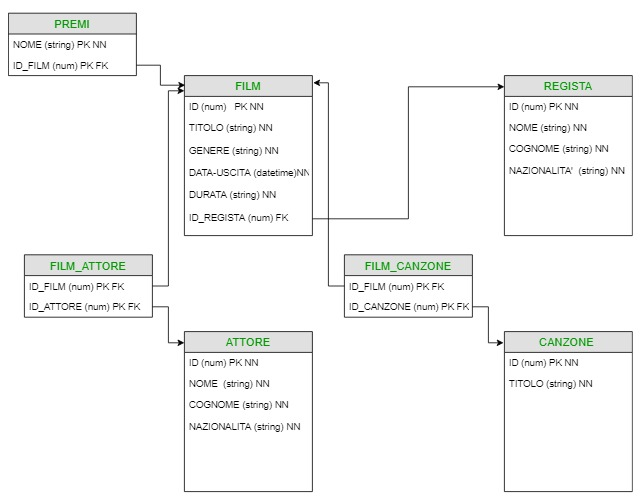 PREMI
NOME (string) PK NN
ID_FILM (num) PK FK
FILM
ID (num) PK NN
TITOLO (string) NN
GENERE (string) NN
DATA-USCITA (datetime)NN
DURATA (string) NN
ID_REGISTA (num) FK
REGISTA
ID (num) PK NN
NOME (string) NN
COGNOME (string) NN
NAZIONALITA' (string) NN
FILM_ATTORE
ID_FILM (num) PK FK
ID_ATTORE (num) PK FK
FILM_CANZONE
ID_FILM (num) PK FK
ID_CANZONE (num) PK FK
ATTORE
ID (num) PK NN
NOME (string) NN
COGNOME (string) NN
NAZIONALITA (string) NN
CANZONE
ID (num) PK NN
TITOLO (string) NN